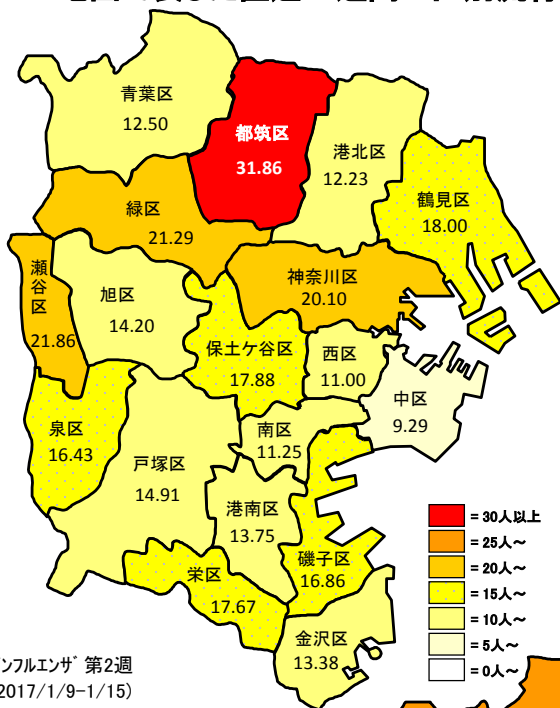 青葉区
12.50
都筑区
31.86
港北区
12.23
鶴見区
18.00
緑区
21.29
瀬谷区
21.86
旭区
14.20
神奈川区
20.10
保土ケ谷区
17.88
西区
11.00
中区
9.29
泉区
16.43
戸塚区
14.91
南区
11.25
港南区
13.75
磯子区
16.86
栄区
17.67
金沢区
13.38
= 30人以上
= 25人～
= 20人～
= 15人～
= 10人～
= 5人～
= 0人～
ンフルエンザ 第2週
2017/1/9-1/15)